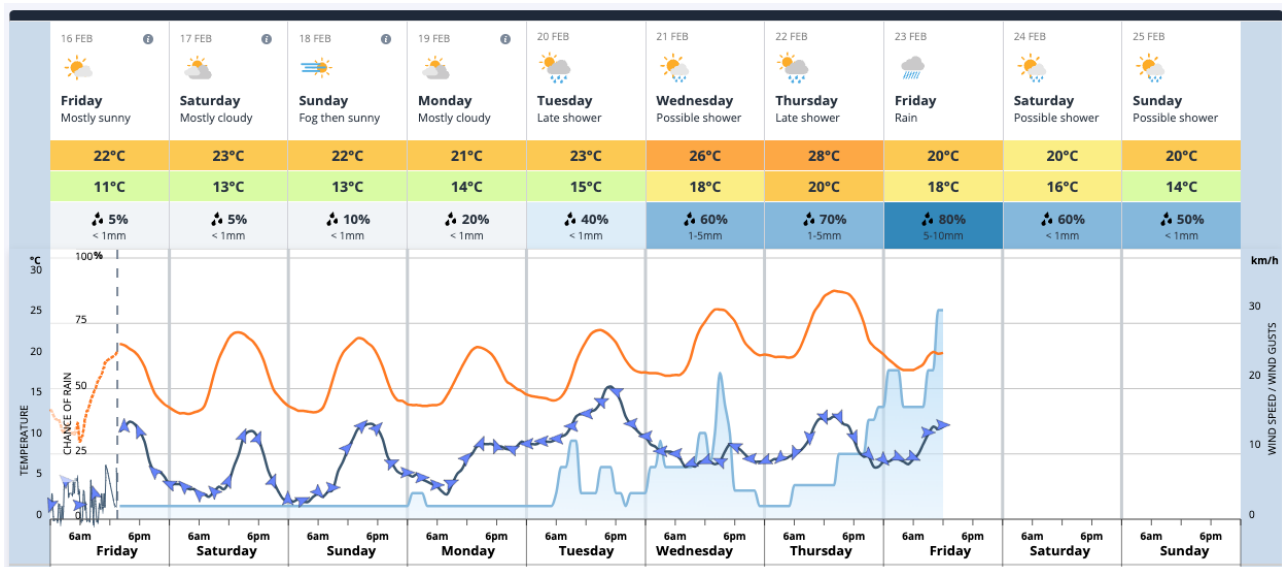 16 FEB 17 FEB 18 FEB 19 FEB 20 FEB 21 FEB 22 FEB 23 FEB 24 FEB 25 FEB
Friday Saturday Sunday Monday Tuesday Wednesday Thursday Friday Saturday Sunday
Mostly sunny Mostly cloudy Fog then sunny Mostly cloudy Late shower Possible shower Late shower Rain Possible shower Possible shower
22°C 23°C 22°C 21°C 23°C 26°C 28°C 20°C 20°C 20°C
11°C 13°C 13°C 14°C 15°C 18°C 20°C 18°C 16°C 14°C
5% 5% 10% 20% 40% 60% 70% 80% 60% 50%
< 1mm < 1mm < 1mm < 1mm < 1mm 1-5mm 1-5mm 5-10mm < 1mm < 1mm
°C 100% km/h
30
25 75 30
20
15 50 20
10 25 10
5
0 0 0
TEMPERATURE
CHANCE OF RAIN
WIND SPEED / WIND GUSTS
6am 6pm 6am 6pm 6am 6pm 6am 6pm 6am 6pm 6am 6pm 6am 6pm 6am 6pm 6am 6pm 6am 6pm
Friday Saturday Sunday Monday Tuesday Wednesday Thursday Friday Saturday Sunday